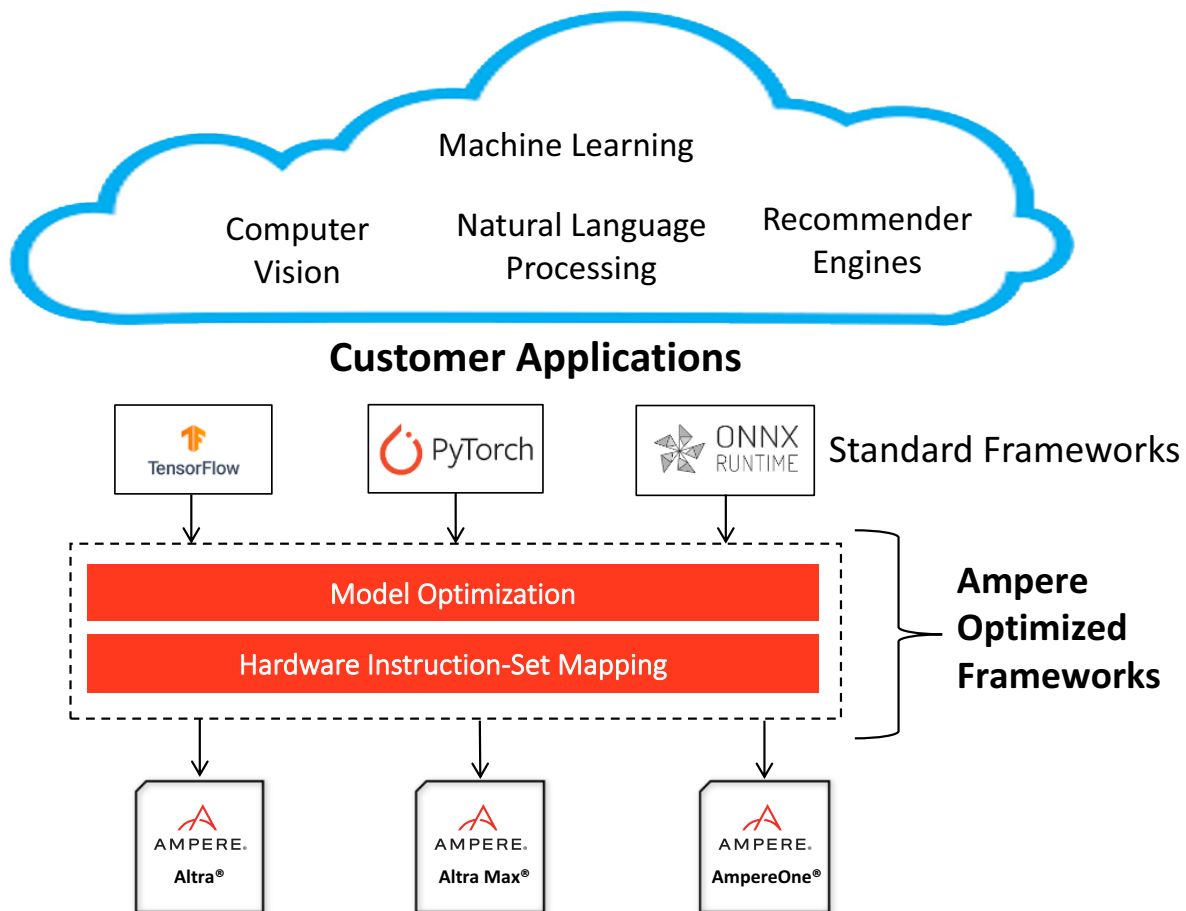 Machine Learning
Computer
Vision
Natural Language
Processing
Recommender
Engines
Customer Applications
TensorFlow
PyTorch
ONNX
RUNTIME
Standard Frameworks
Model Optimization
Hardware Instruction-Set Mapping
Ampere
Optimized
Frameworks
AMPERE®
Altra®
AMPERE®
Altra Max®
AMPERE®
AmpereOne®